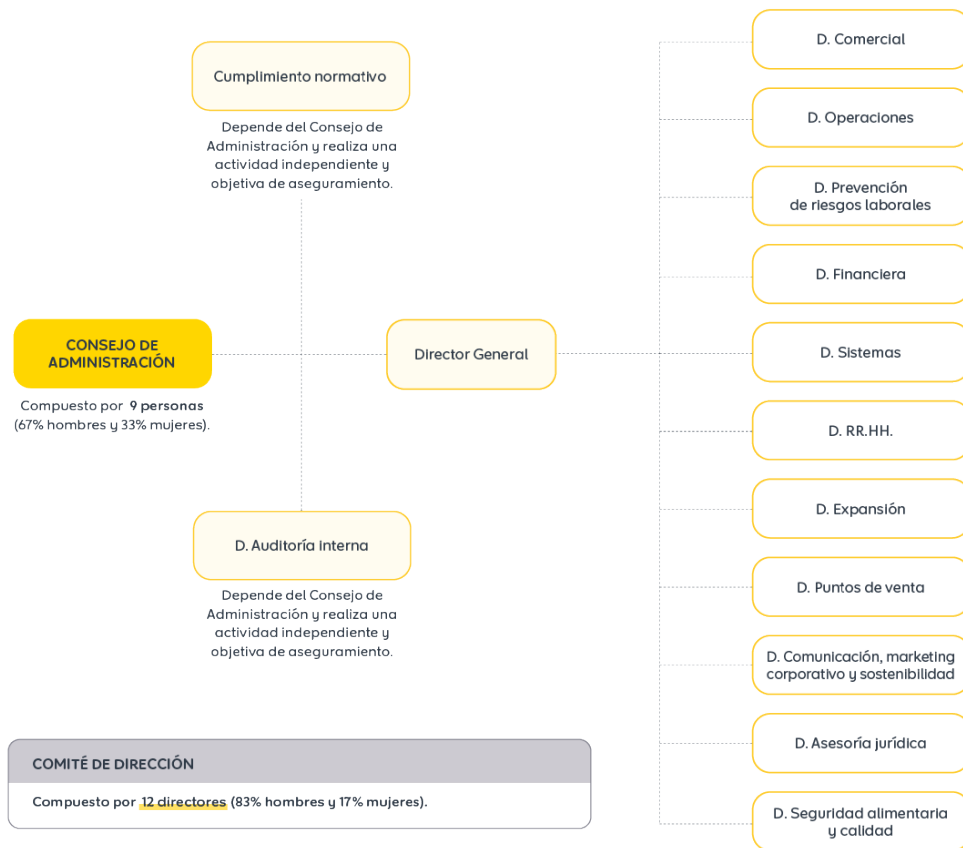 Cumplimiento normativo
Depende del Consejo de
Administración y realiza una
actividad independiente y
objetiva de aseguramiento.
CONSEJO DE
ADMINISTRACIÓN
Compuesto por 9 personas
(67% hombres y 33% mujeres).
Director General
D. Auditoría Interna
Depende del Consejo de
Administración y realiza una
actividad independiente y
objetiva de aseguramiento.
D. Comercial
D. Operaciones
D. Prevención
de riesgos laborales
D. Financiera
D. Sistemas
D. RR.HH.
D. Expansión
D. Puntos de venta
D. Comunicación, marketing
corporativo y sostenibilidad
D. Asesoría jurídica
D. Seguridad alimentaria
y calidad
COMITÉ DE DIRECCIÓN
Compuesto por 12 directores (83% hombres y 17% mujeres).